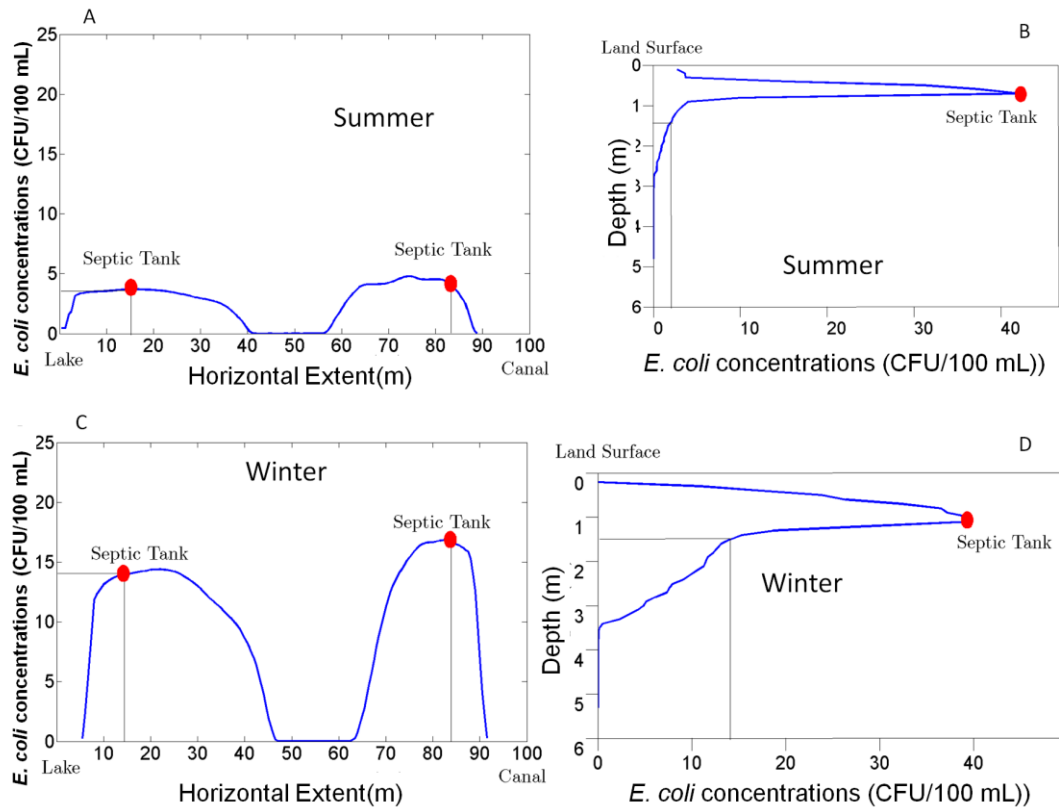 A
E. coli concentrations (CFU/100 mL)
25
20
15
10
5
0
Summer
Septic Tank
Septic Tank
10 20 30 40 50 60 70 80 90 100
Lake
Canal
Horizontal Extent(m)
B
Land Surface
Depth (m)
0
1
2
3
4
5
6
Septic Tank
Summer
0 10 20 30 40
E. coli concentrations (CFU/100 mL))
C
E. coli concentrations (CFU/100 mL)
25
20
15
10
5
0
Winter
Septic Tank
Septic Tank
10 20 30 40 50 60 70 80 90 100
Lake
Canal
Horizontal Extent(m)
D
Land Surface
Depth (m)
0
1
2
3
4
5
6
Septic Tank
Winter
0 10 20 30 40
E. coli concentrations (CFU/100 mL))